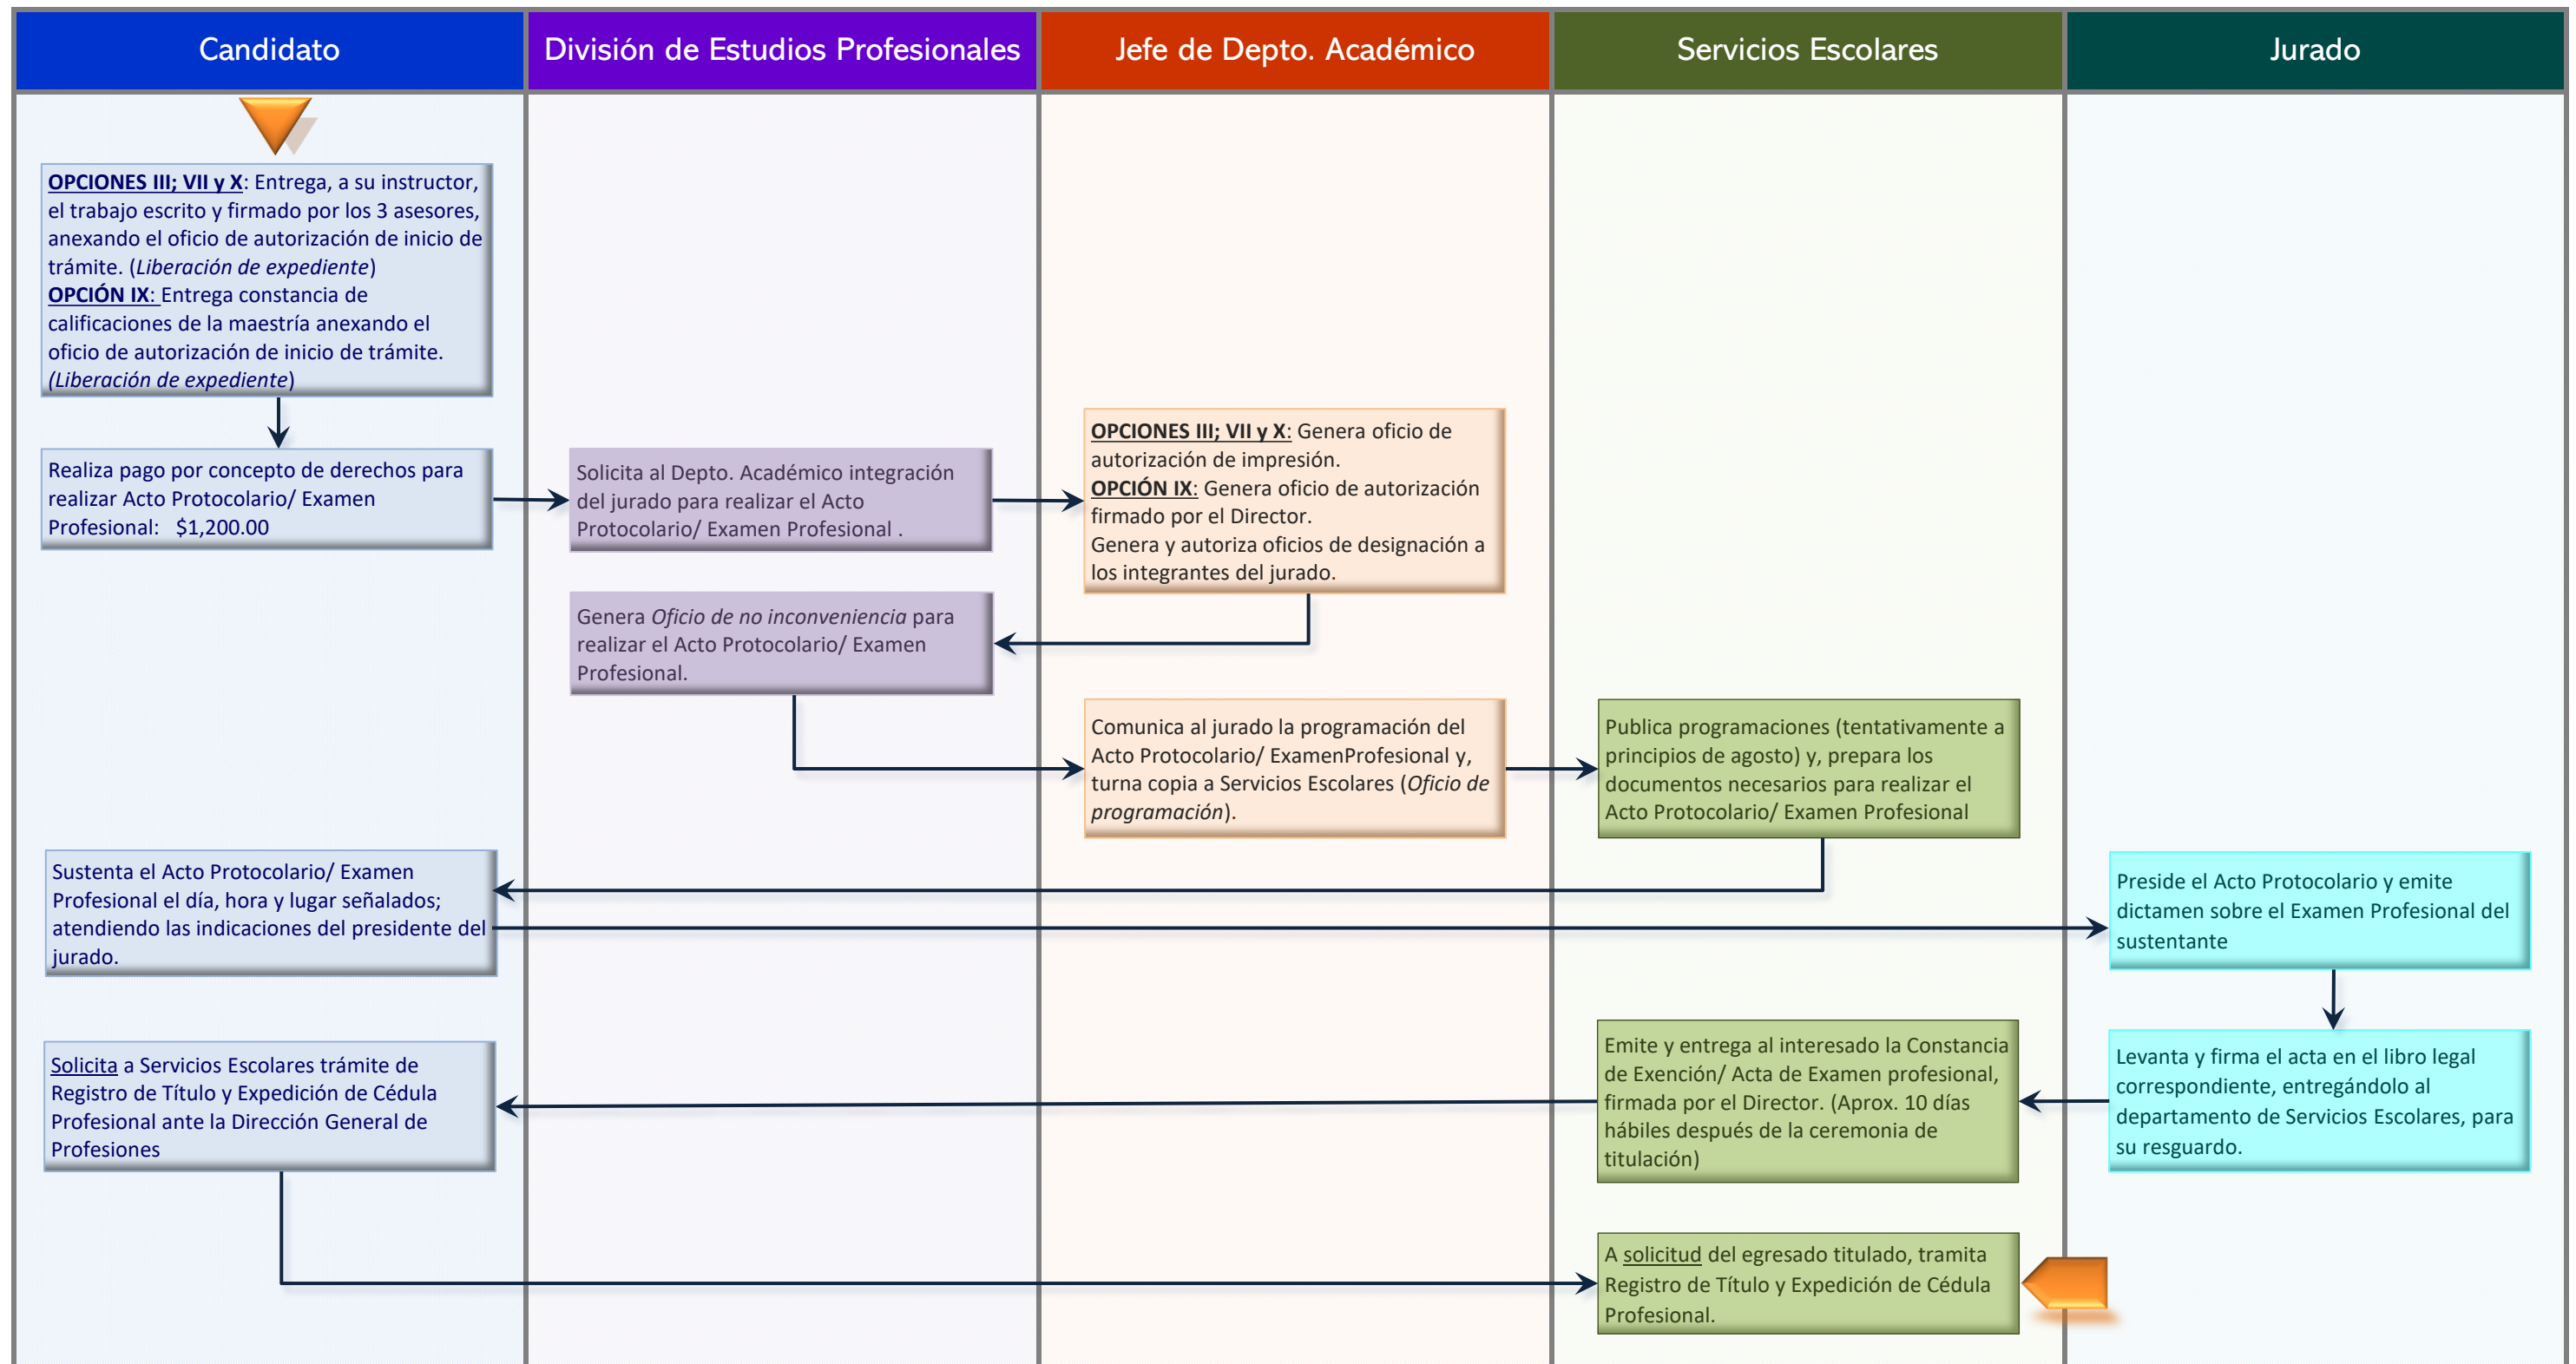 Candidato
División de Estudios Profesionales
Jefe de Depto. Académico
Servicios Escolares
Jurado
OPCIONES III; VII y X: Entrega, a su instructor,
el trabajo escrito y firmado por los 3 asesores,
anexando el oficio de autorización de inicio de
trámite. (Liberación de expediente)
OPCIÓN IX: Entrega constancia de
calificaciones de la maestría anexando el
oficio de autorización de inicio de trámite.
(Liberación de expediente)
Realiza pago por concepto de derechos para
realizar Acto Protocolario/ Examen
Profesional:   $1,200.00
Solicita al Depto. Académico integración
del jurado para realizar el Acto
Protocolario/ Examen Profesional .
OPCIONES III; VII y X: Genera oficio de
autorización de impresión.
OPCIÓN IX: Genera oficio de autorización
firmado por el Director.
Genera y autoriza oficios de designación a
los integrantes del jurado.
Genera Oficio de no inconveniencia para
realizar el Acto Protocolario/ Examen
Profesional.
Comunica al jurado la programación del
Acto Protocolario/ ExamenProfesional y,
turna copia a Servicios Escolares (Oficio de
programación).
Publica programaciones (tentativamente a
principios de agosto) y, prepara los
documentos necesarios para realizar el
Acto Protocolario/ Examen Profesional
Sustenta el Acto Protocolario/ Examen
Profesional el día, hora y lugar señalados;
atendiendo las indicaciones del presidente del
jurado.
Preside el Acto Protocolario y emite
dictamen sobre el Examen Profesional del
sustentante
Levanta y firma el acta en el libro legal
correspondiente, entregándolo al
departamento de Servicios Escolares, para
su resguardo.
Emite y entrega al interesado la Constancia
de Exención/ Acta de Examen profesional,
firmada por el Director. (Aprox. 10 días
hábiles después de la ceremonia de
titulación)
Solicita a Servicios Escolares trámite de
Registro de Título y Expedición de Cédula
Profesional ante la Dirección General de
Profesiones
A solicitud del egresado titulado, tramita
Registro de Título y Expedición de Cédula
Profesional.